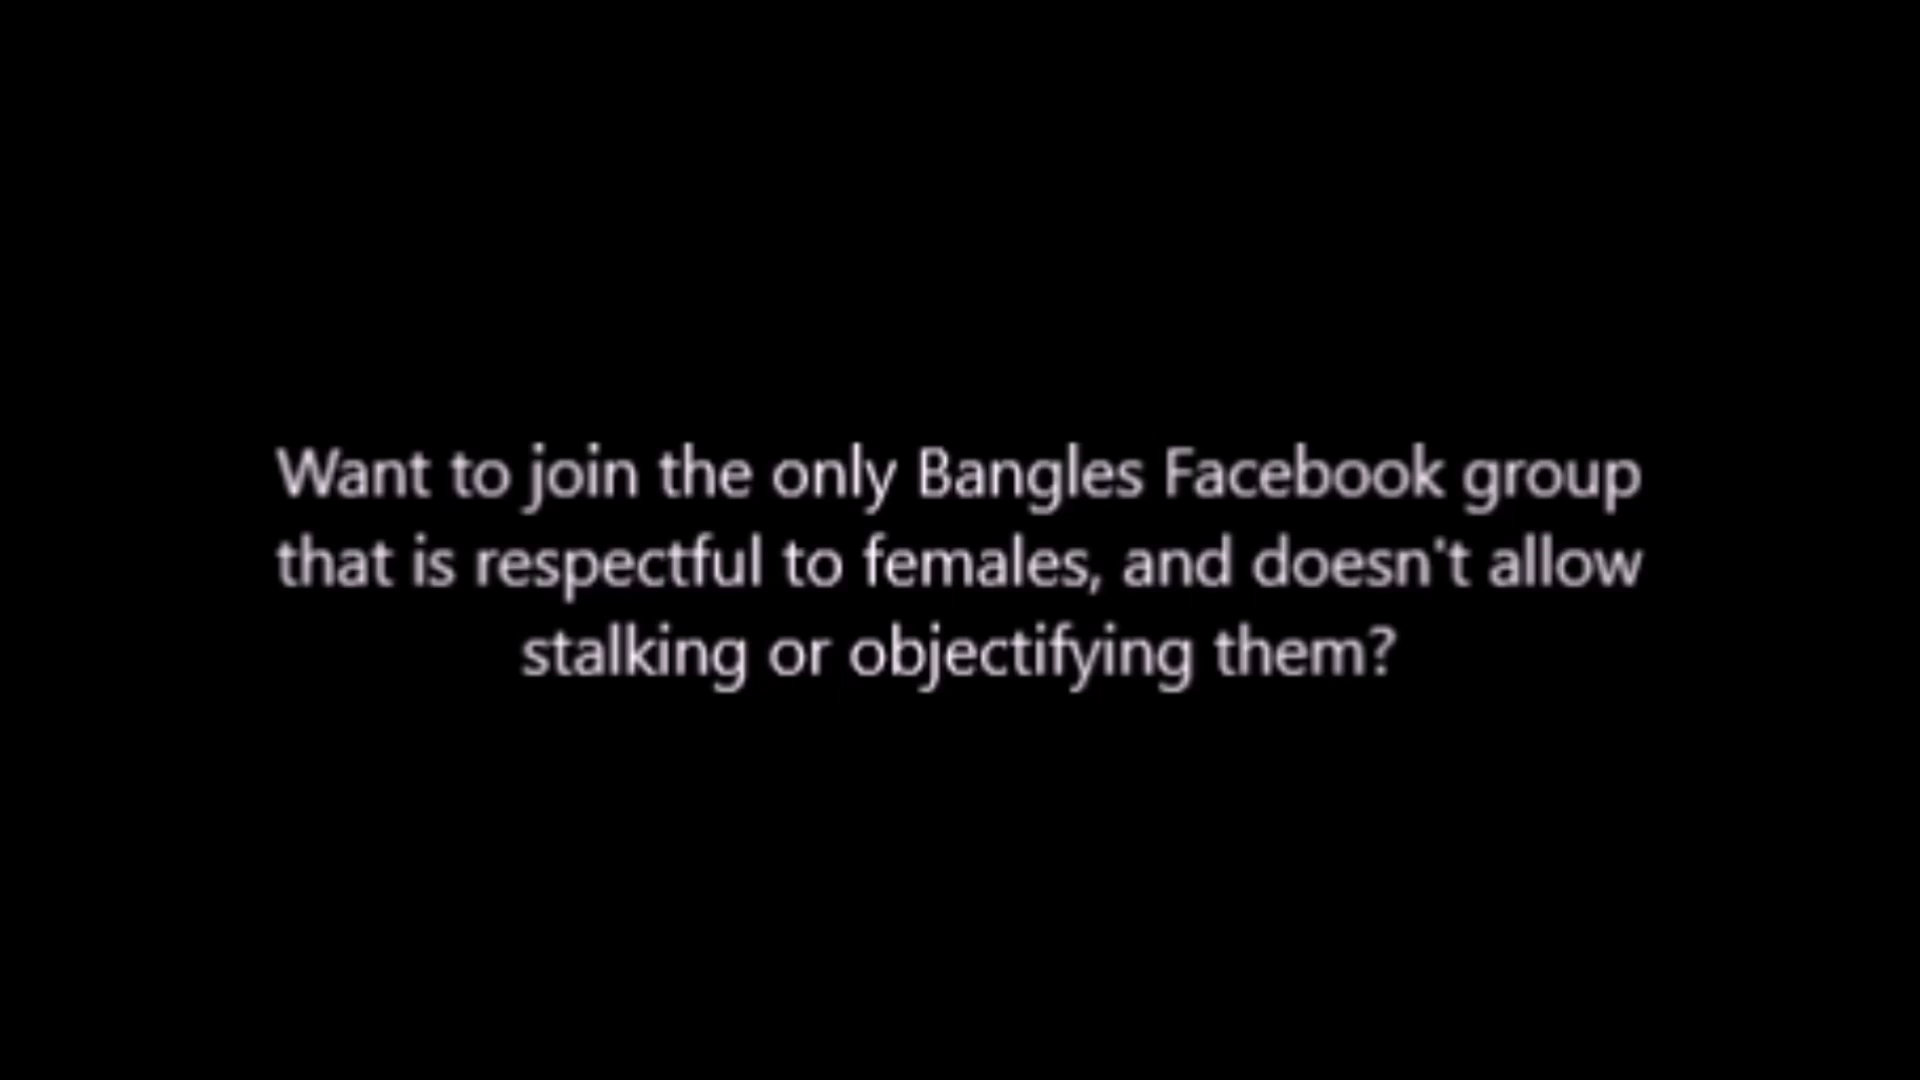 Want to join the only Bangles Facebook group
that is respectful to females, and doesn't allow
stalking or objectifying them?